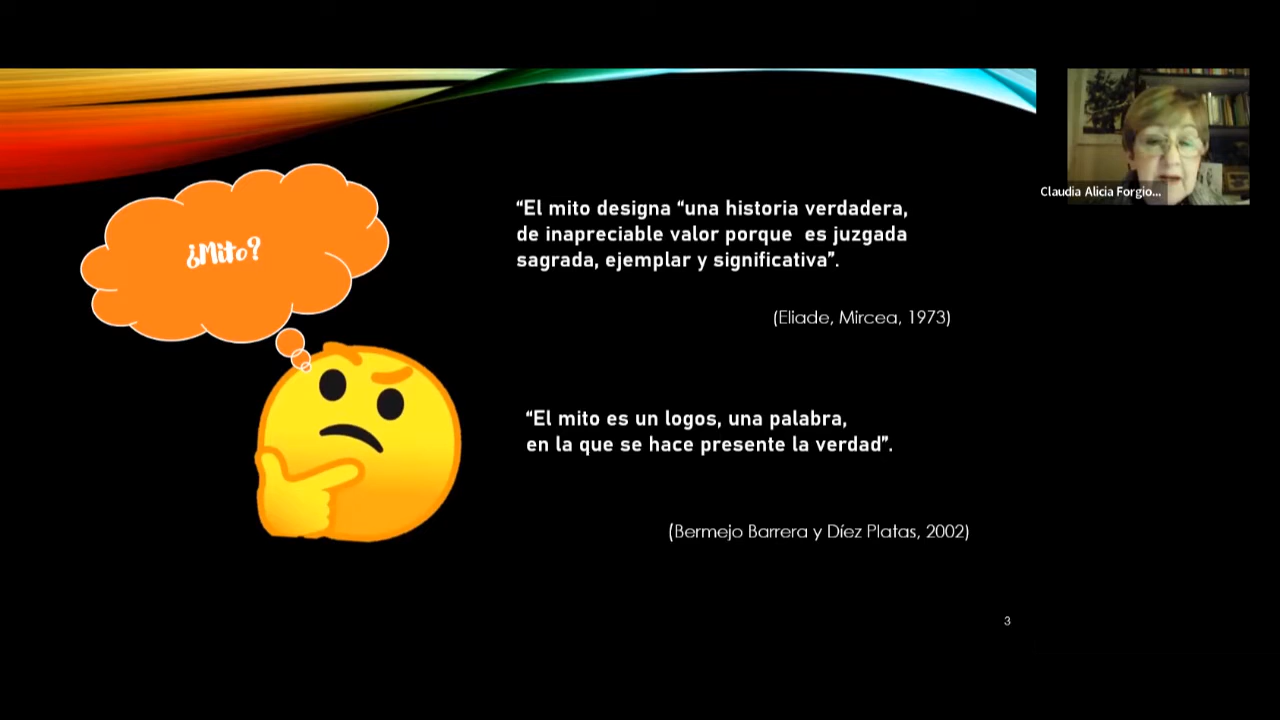 ¿Mito?
“El mito designa “una historia verdadera,
de inapreciable valor porque es juzgada
sagrada, ejemplar y significativa”.
(Eliade, Mircea, 1973)
“El mito es un logos, una palabra,
en la que se hace presente la verdad”.
(Bermejo Barrera y Díez Platas, 2002)
3
Claudia Alicia Forgio...